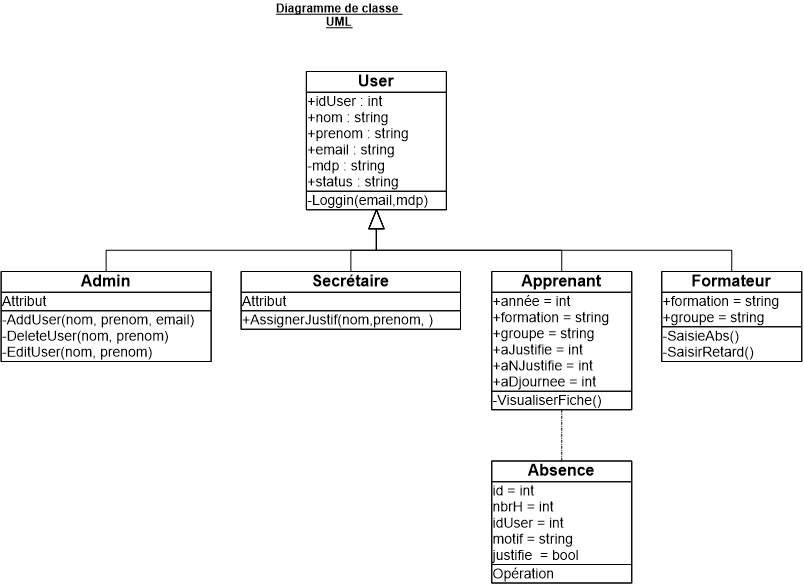 Diagramme de classe
UML
User
+idUser : int
+nom : string
+prenom : string
+email : string
-mdp : string
+status : string
-Loggin(email,mdp)
Admin
Attribut
-AddUser(nom, prenom, email)
-DeleteUser(nom, prenom)
-EditUser(nom, prenom)
Secrétaire
Attribut
+AssignerJustif(nom,prenom, )
Apprenant
+année = int
+formation = string
+groupe = string
+aJustifie = int
+aNJustifie = int
+aDjournee = int
-VisualiserFiche()
Formateur
+formation = string
+groupe = string
-SaisieAbs()
-SaisirRetard()
Absence
id = int
nbrH = int
idUser = int
motif = string
justifie  = bool
Opération